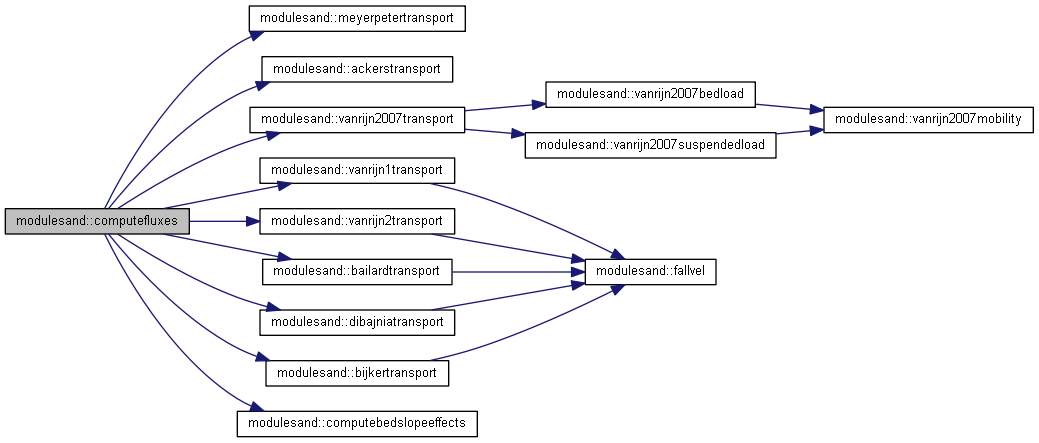 modulesand::meyerpetertransport
modulesand::ackerstransport
modulesand::vanrijn2007bedload
modulesand::vanrijn2007transport
modulesand::vanrijn2007mobility
modulesand::vanrijn2007suspendedload
modulesand::vanrijn1transport
modulesand::computefluxes
modulesand::vanrijn2transport
modulesand::bailardtransport
modulesand::fallvel
modulesand::dibajniatransport
modulesand::bijkertransport
modulesand::computebedslopeeffects